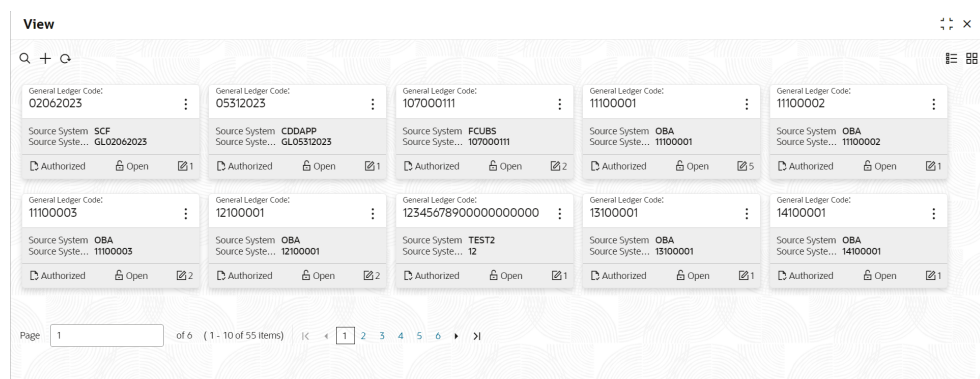 View
General Ledger Code:
02062023
Source System SCF
Source Syste... GL02062023
Authorized Open 1
General Ledger Code:
05312023
Source System CDDAPP
Source Syste... GL05312023
Authorized Open 1
General Ledger Code:
107000111
Source System FCUBS
Source Syste... 107000111
Authorized Open 2
General Ledger Code:
11100001
Source System OBA
Source Syste... 11100001
Authorized Open 5
General Ledger Code:
11100002
Source System OBA
Source Syste... 11100002
Authorized Open 1
General Ledger Code:
11100003
Source System OBA
Source Syste... 11100003
Authorized Open 2
General Ledger Code:
12100001
Source System OBA
Source Syste... 12100001
Authorized Open 2
General Ledger Code:
12345678900000000000
Source System TEST2
Source Syste... 12
Authorized Open 1
General Ledger Code:
13100001
Source System OBA
Source Syste... 13100001
Authorized Open 1
General Ledger Code:
14100001
Source System OBA
Source Syste... 14100001
Authorized Open 1
Page 1 of 6 (1 - 10 of 55 items) 1 2 3 4 5 6